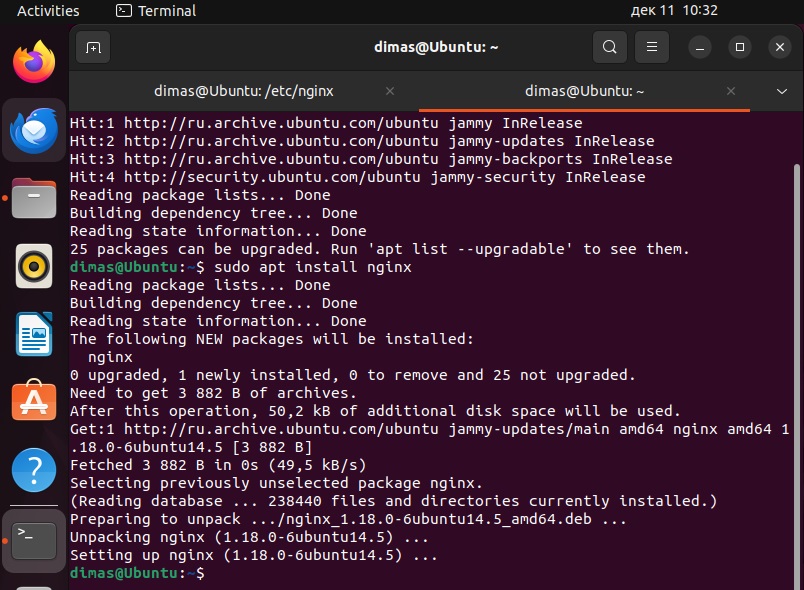 Activities
Terminal
дек 11 10:32
dimas@Ubuntu: ~
dimas@Ubuntu: /etc/nginx
dimas@Ubuntu: ~
Hit:1 http://ru.archive.ubuntu.com/ubuntu jammy InRelease
Hit:2 http://ru.archive.ubuntu.com/ubuntu jammy-updates InRelease
Hit:3 http://ru.archive.ubuntu.com/ubuntu jammy-backports InRelease
Hit:4 http://security.ubuntu.com/ubuntu jammy-security InRelease
Reading package lists... Done
Building dependency tree... Done
Reading state information... Done
25 packages can be upgraded. Run 'apt list --upgradable' to see them.
dimas@Ubuntu:~$ sudo apt install nginx
Reading package lists... Done
Building dependency tree... Done
Reading state information... Done
The following NEW packages will be installed:
  nginx
0 upgraded, 1 newly installed, 0 to remove and 25 not upgraded.
Need to get 3 882 B of archives.
After this operation, 50,2 kB of additional disk space will be used.
Get:1 http://ru.archive.ubuntu.com/ubuntu jammy-updates/main amd64 nginx amd64 1
.18.0-6ubuntu14.5 [3 882 B]
Fetched 3 882 B in 0s (49,5 kB/s)
Selecting previously unselected package nginx.
(Reading database ... 238440 files and directories currently installed.)
Preparing to unpack .../nginx_1.18.0-6ubuntu14.5_amd64.deb ...
Unpacking nginx (1.18.0-6ubuntu14.5) ...
Setting up nginx (1.18.0-6ubuntu14.5) ...
dimas@Ubuntu:~$